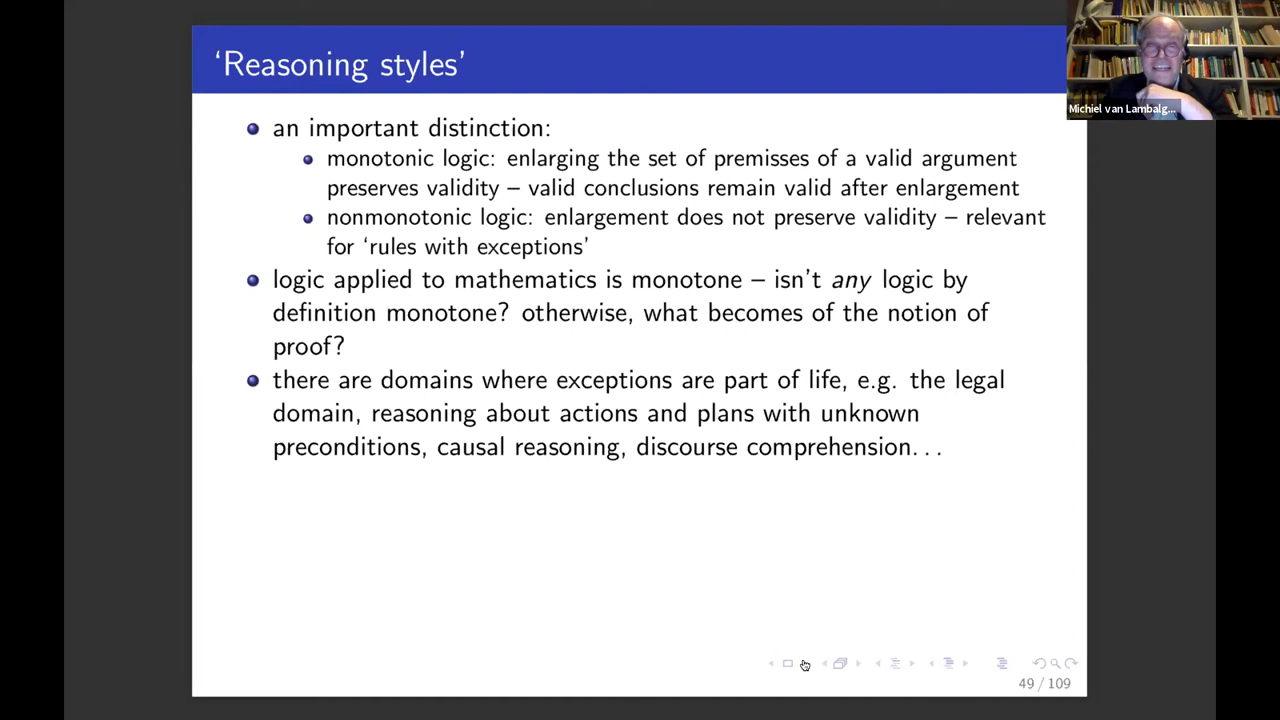 ‘Reasoning styles’
Michiel van Lambalg...
an important distinction:
monotonic logic: enlarging the set of premisses of a valid argument
preserves validity – valid conclusions remain valid after enlargement
nonmonotonic logic: enlargement does not preserve validity – relevant
for ‘rules with exceptions’
logic applied to mathematics is monotone – isn’t any logic by
definition monotone? otherwise, what becomes of the notion of
proof?
there are domains where exceptions are part of life, e.g. the legal
domain, reasoning about actions and plans with unknown
preconditions, causal reasoning, discourse comprehension...
49 / 109